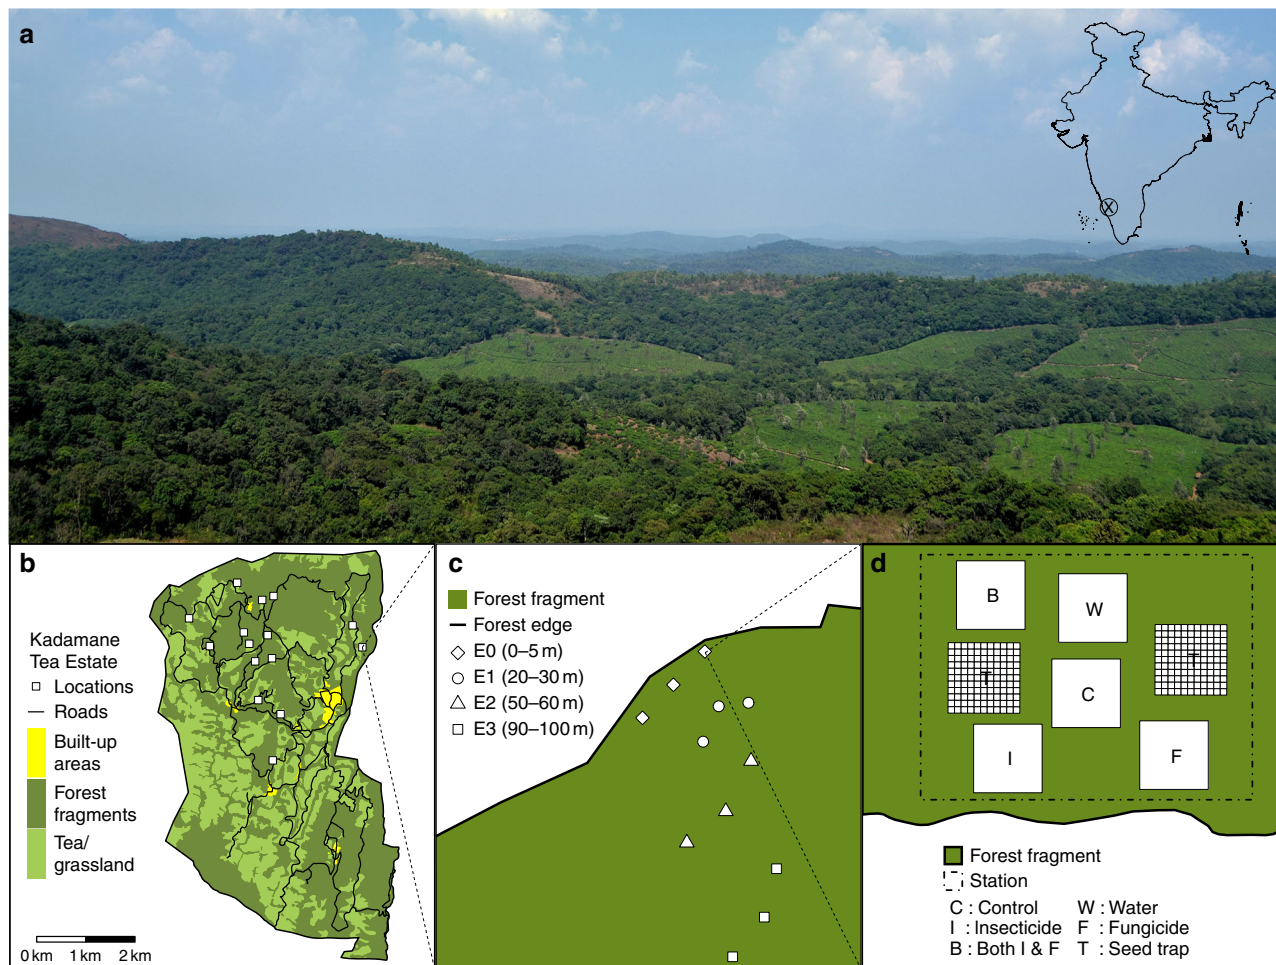 a
X
b
Kadamane
Tea Estate
Locations
Roads
Built-up
areas
Forest
fragments
Tea/
grassland
0 km 1 km 2 km
c
Forest fragment
Forest edge
E0 (0–5 m)
E1 (20–30 m)
E2 (50–60 m)
E3 (90–100 m)
d
B
W
T
T
C
I
F
Forest fragment
Station
C : Control W : Water
I : Insecticide F : Fungicide
B : Both I & F T : Seed trap